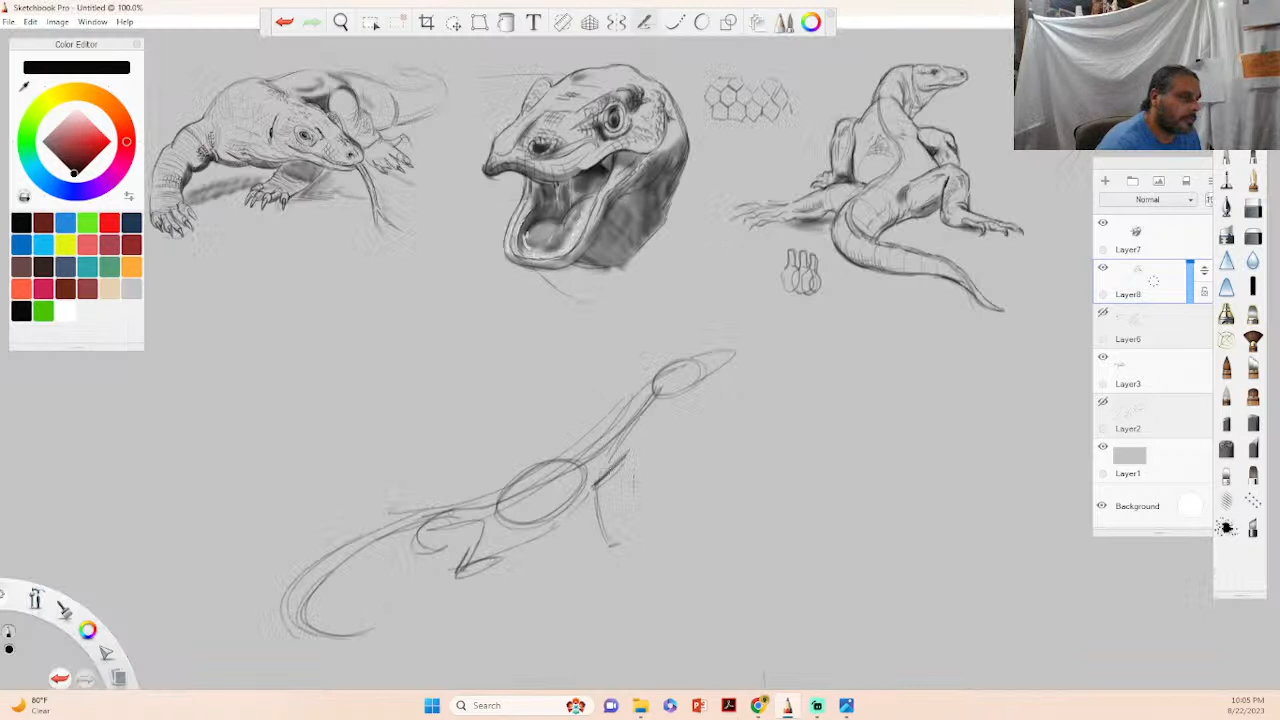 Sketchbook Pro - Untitled @ 100.0%
File Edit Image Window Help
Color Editor
Normal
Layer7
Layer8
Layer6
Layer3
Layer2
Layer1
Background
80°F
Clear
Search
10:05 PM
8/22/2023